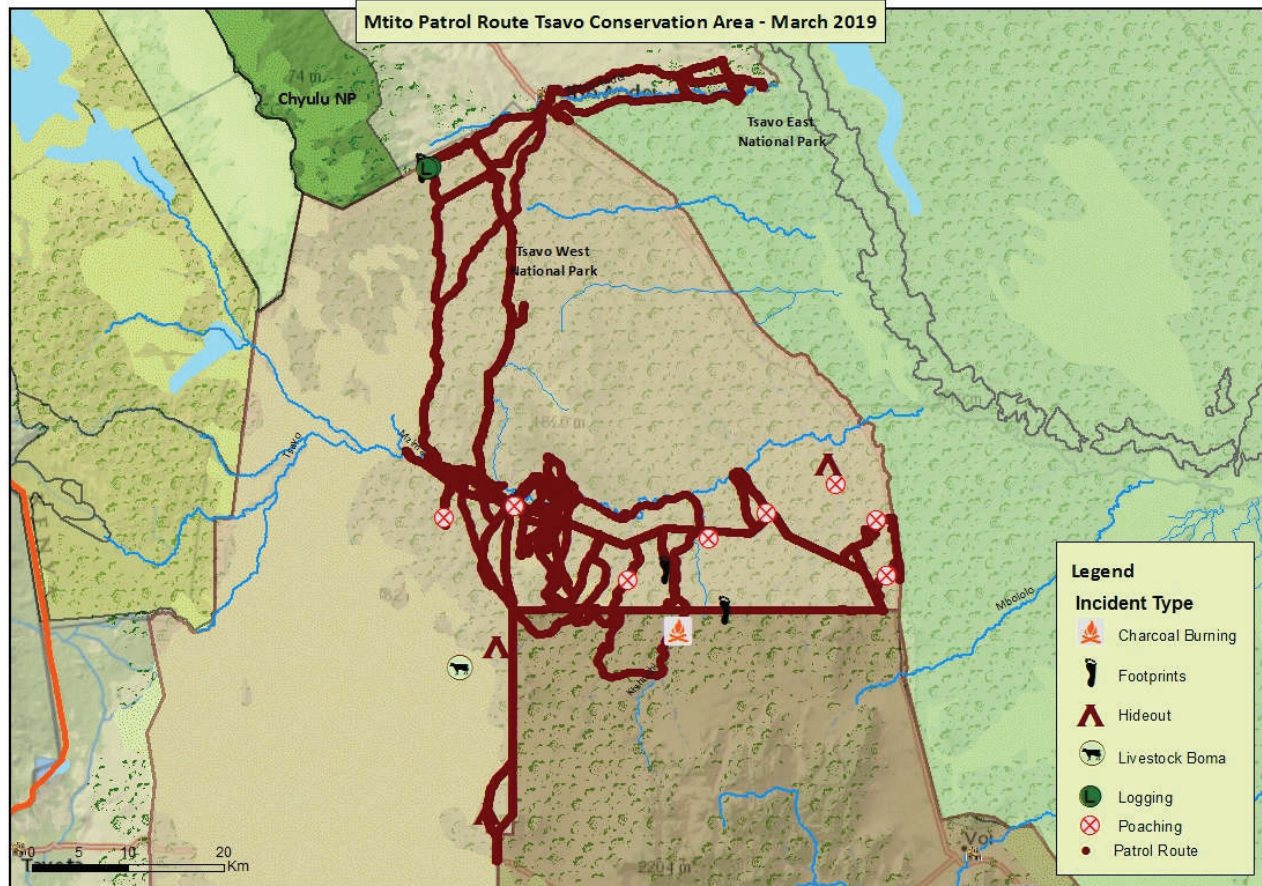 Mtito Patrol Route Tsavo Conservation Area - March 2019
74 m
Chyulu NP
Tsavo East
National Park
Tsavo West
National Park
1810 m
Tsavo
Mbololo
Voi
2204 m
Taveta
0 5 10 20
Km
Legend
Incident Type
Charcoal Burning
Footprints
Hideout
Livestock Boma
L Logging
Poaching
Patrol Route
L